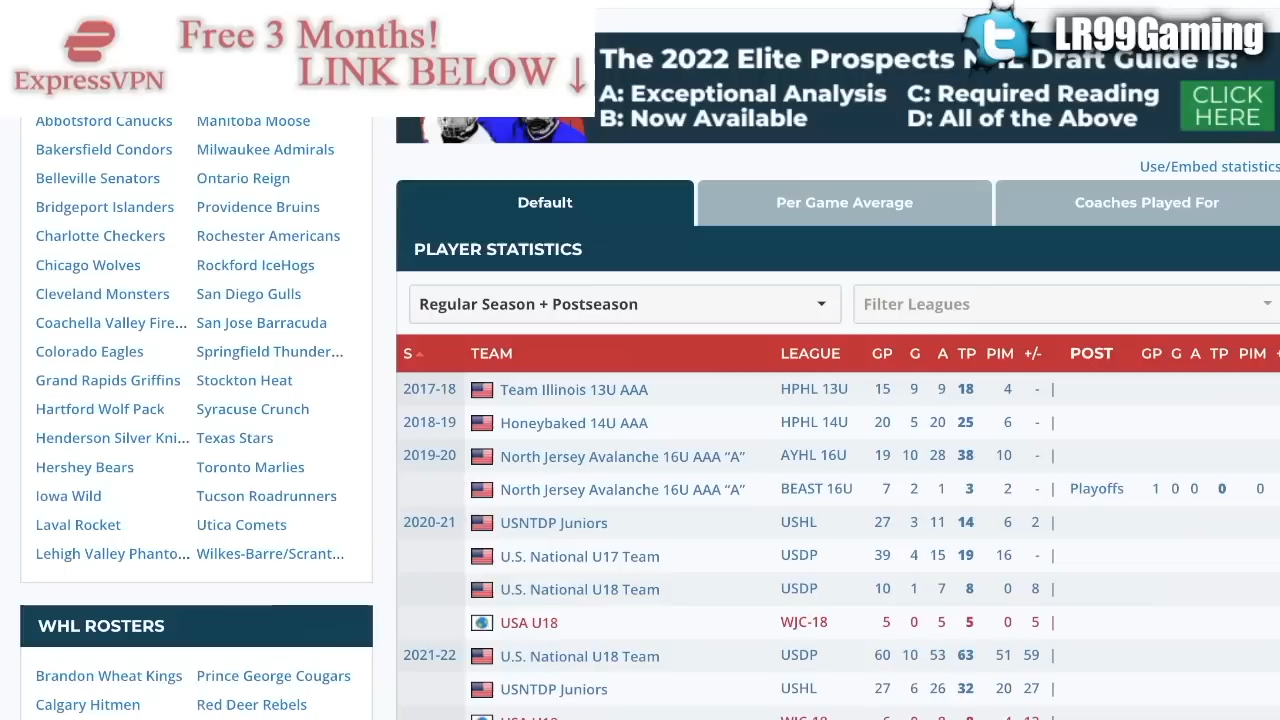 Free 3 Months!
LINK BELOW ↓
ExpressVPN
LR99Gaming
The 2022 Elite Prospects NHL Draft Guide is:
A: Exceptional Analysis C: Required Reading
B: Now Available D: All of the Above
CLICK
HERE
Abbotsford Canucks Manitoba Moose
Bakersfield Condors Milwaukee Admirals
Belleville Senators Ontario Reign
Bridgeport Islanders Providence Bruins
Charlotte Checkers Rochester Americans
Chicago Wolves Rockford IceHogs
Cleveland Monsters San Diego Gulls
Coachella Valley Fire... San Jose Barracuda
Colorado Eagles Springfield Thunder...
Grand Rapids Griffins Stockton Heat
Hartford Wolf Pack Syracuse Crunch
Henderson Silver Kni... Texas Stars
Hershey Bears Toronto Marlies
Iowa Wild Tucson Roadrunners
Laval Rocket Utica Comets
Lehigh Valley Phanto... Wilkes-Barre/Scrant...
WHL ROSTERS
Brandon Wheat Kings Prince George Cougars
Calgary Hitmen Red Deer Rebels
Use/Embed statistics
Default Per Game Average Coaches Played For
PLAYER STATISTICS
Regular Season + Postseason Filter Leagues
S TEAM LEAGUE GP G A TP PIM +/- POST GP G A TP PIM
2017-18 Team Illinois 13U AAA HPHL 13U 15 9 9 18 4 - |
2018-19 Honeybaked 14U AAA HPHL 14U 20 5 20 25 6 - |
2019-20 North Jersey Avalanche 16U AAA “A” AYHL 16U 19 10 28 38 10 - |
North Jersey Avalanche 16U AAA “A” BEAST 16U 7 2 1 3 2 - | Playoffs 1 0 0 0 0
2020-21 USNTDP Juniors USHL 27 3 11 14 6 2 |
U.S. National U17 Team USDP 39 4 15 19 16 - |
U.S. National U18 Team USDP 10 1 7 8 0 8 |
USA U18 WJC-18 5 0 5 5 0 5 |
2021-22 U.S. National U18 Team USDP 60 10 53 63 51 59 |
USNTDP Juniors USHL 27 6 26 32 20 27 |